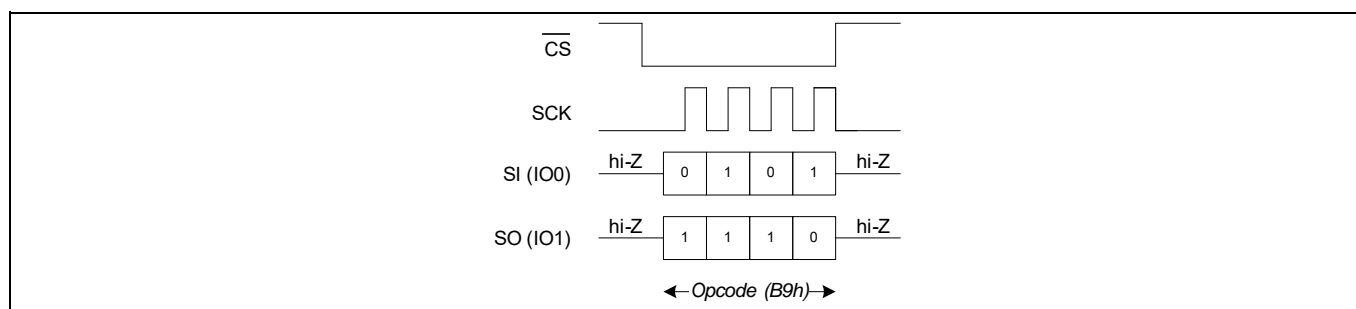 CS
SCK
SI (IO0) hi-Z 0 1 0 1 hi-Z
SO (IO1) hi-Z 1 1 1 0 hi-Z
Opcode (B9h)